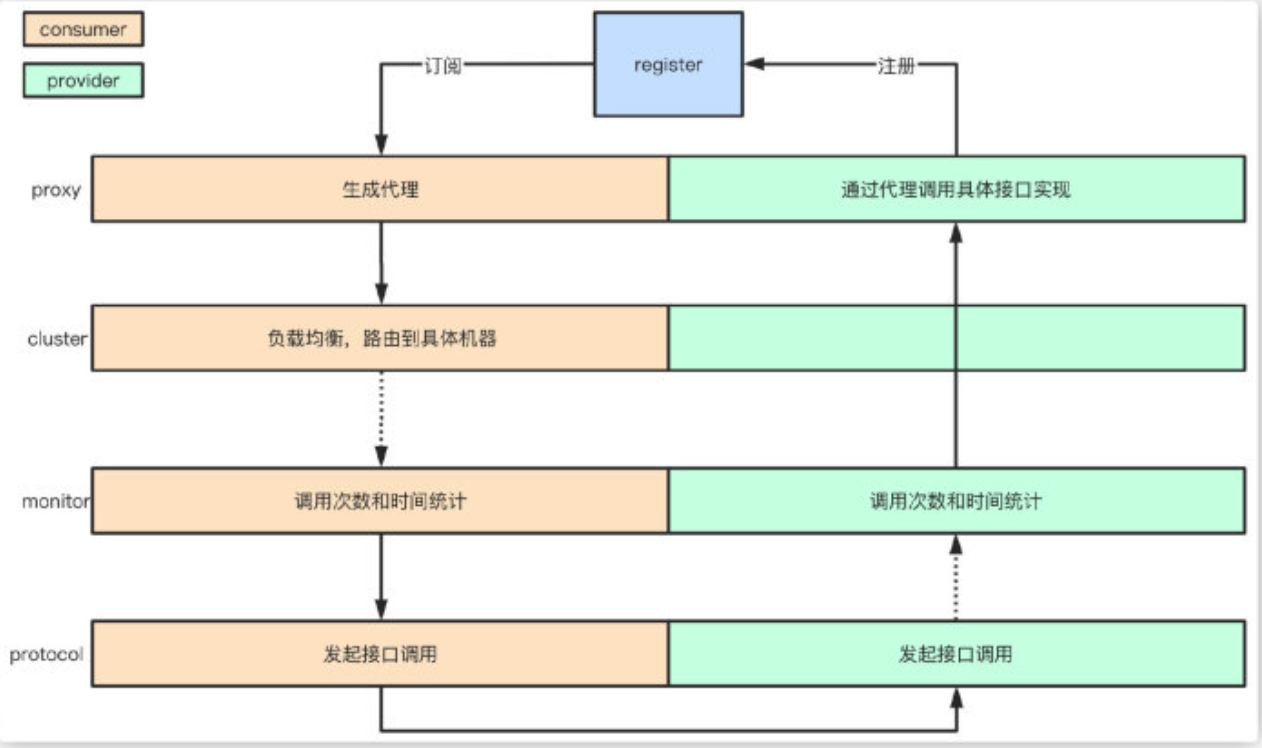 consumer
provider
订阅
register
注册
proxy
生成代理
通过代理调用具体接口实现
cluster
负载均衡，路由到具体机器
monitor
调用次数和时间统计
调用次数和时间统计
protocol
发起接口调用
发起接口调用